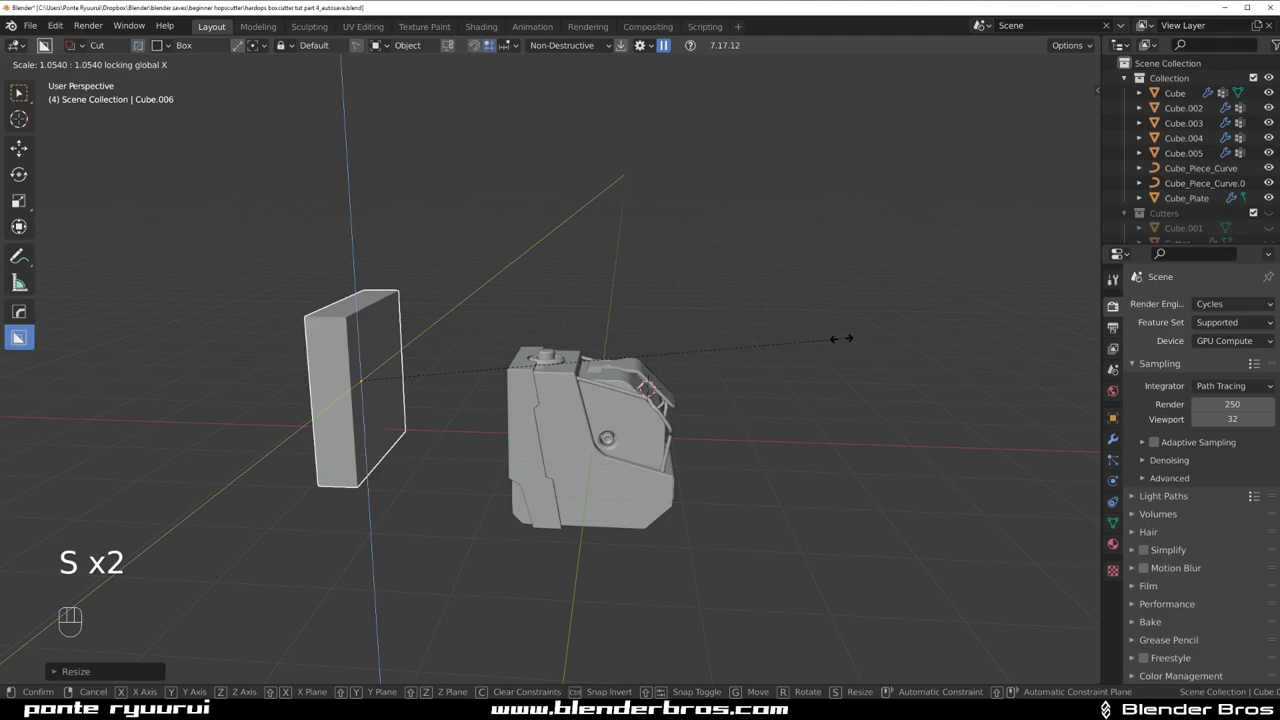 Blender* [C:\Users\Ponte Ryuurui\Dropbox\Blender\blender saves\beginner hopscutter\hardops boxcutter tut part 4_autosave.blend]
File Edit Render Window Help Layout Modeling Sculpting UV Editing Texture Paint Shading Animation Rendering Compositing Scripting Scene View Layer
Cut Box Default Object Non-Destructive 7.17.12 Options
Scale: 1.0540 : 1.0540 locking global X
User Perspective
(4) Scene Collection | Cube.006
Scene Collection
Collection
Cube
Cube.002
Cube.003
Cube.004
Cube.005
Cube_Piece_Curve
Cube_Piece_Curve.0
Cube_Plate
Cutters
Cube.001
Scene
Render Engi... Cycles
Feature Set Supported
Device GPU Compute
Sampling
Integrator Path Tracing
Render 250
Viewport 32
Adaptive Sampling
Denoising
Advanced
Light Paths
Volumes
Hair
Simplify
Motion Blur
Film
Performance
Bake
Grease Pencil
Freestyle
Color Management
S x2
Resize
Confirm Cancel X X Axis Y Y Axis Z Z Axis X X Plane Y Y Plane Z Z Plane C Clear Constraints Ctrl Snap Invert Snap Toggle G Move R Rotate S Resize Automatic Constraint Automatic Constraint Plane Scene Collection | Cube.0
ponte ryuurui www.blenderbros.com Blender Bros